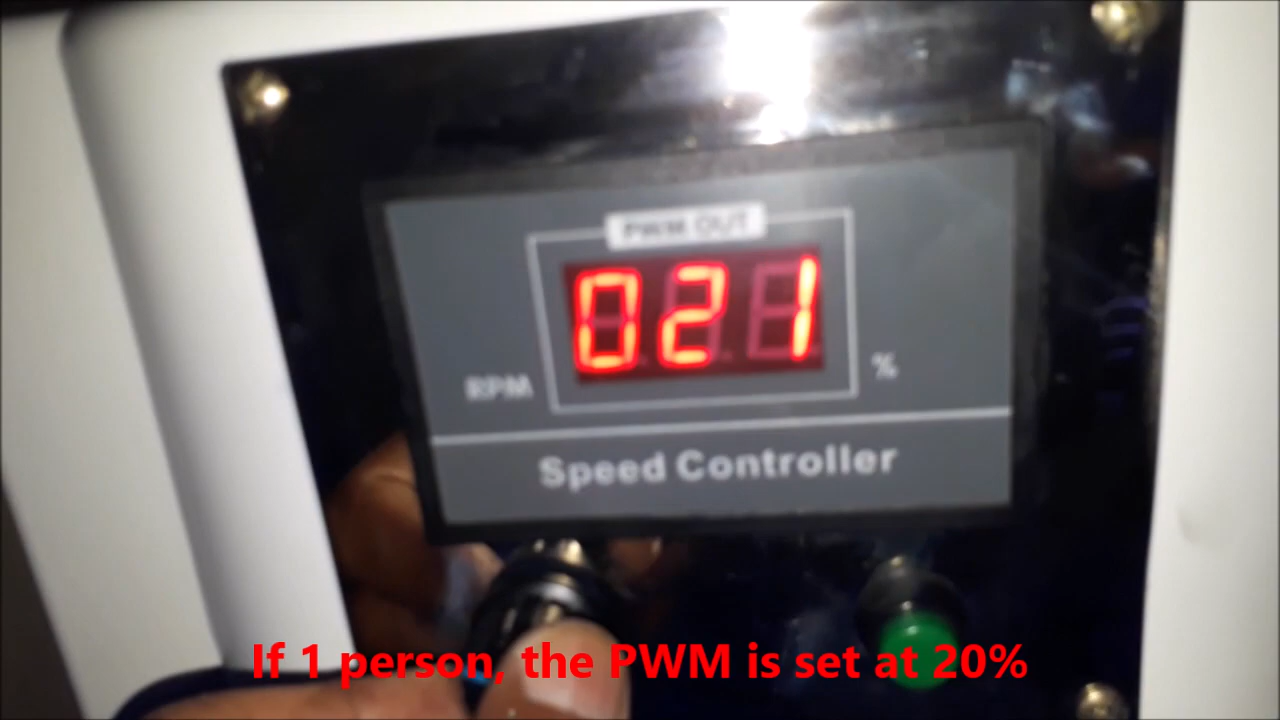 PWM OUT
021
RPM
%
Speed Controller
If 1 person, the PWM is set at 20%